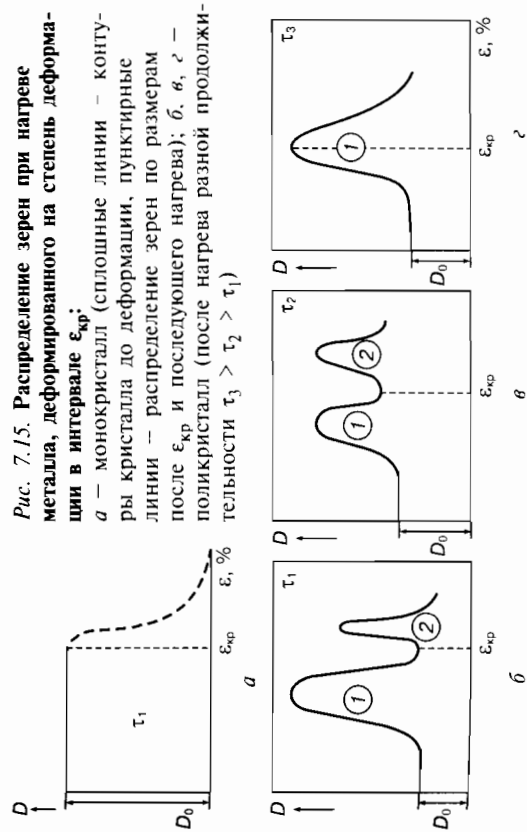 Рис. 7.15. Распределение зерен при нагреве
металла, деформированного на степень деформа-
ции в интервале εкр:
а – монокристалл (сплошные линии – конту-
ры кристалла до деформации, пунктирные
линии – распределение зерен по размерам
после εкр и последующего нагрева); б, в, г –
поликристалл (после нагрева разной продолжи-
тельности τ3 > τ2 > τ1)
D
D0
τ1
εкр
ε, %
а
D
D0
τ1
1
2
εкр
б
D
D0
τ2
1
2
εкр
в
D
D0
τ3
1
εкр
ε, %
г